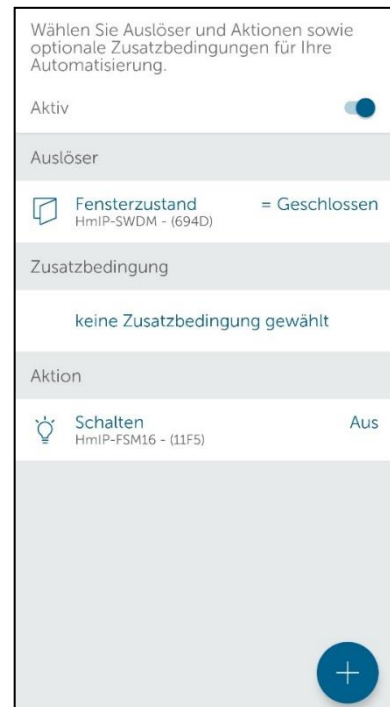 Wählen Sie Auslöser und Aktionen sowie
optionale Zusatzbedingungen für Ihre
Automatisierung.
Aktiv
Auslöser
Fensterzustand = Geschlossen
HmIP-SWDM - (694D)
Zusatzbedingung
keine Zusatzbedingung gewählt
Aktion
Schalten Aus
HmIP-FSM16 - (11F5)